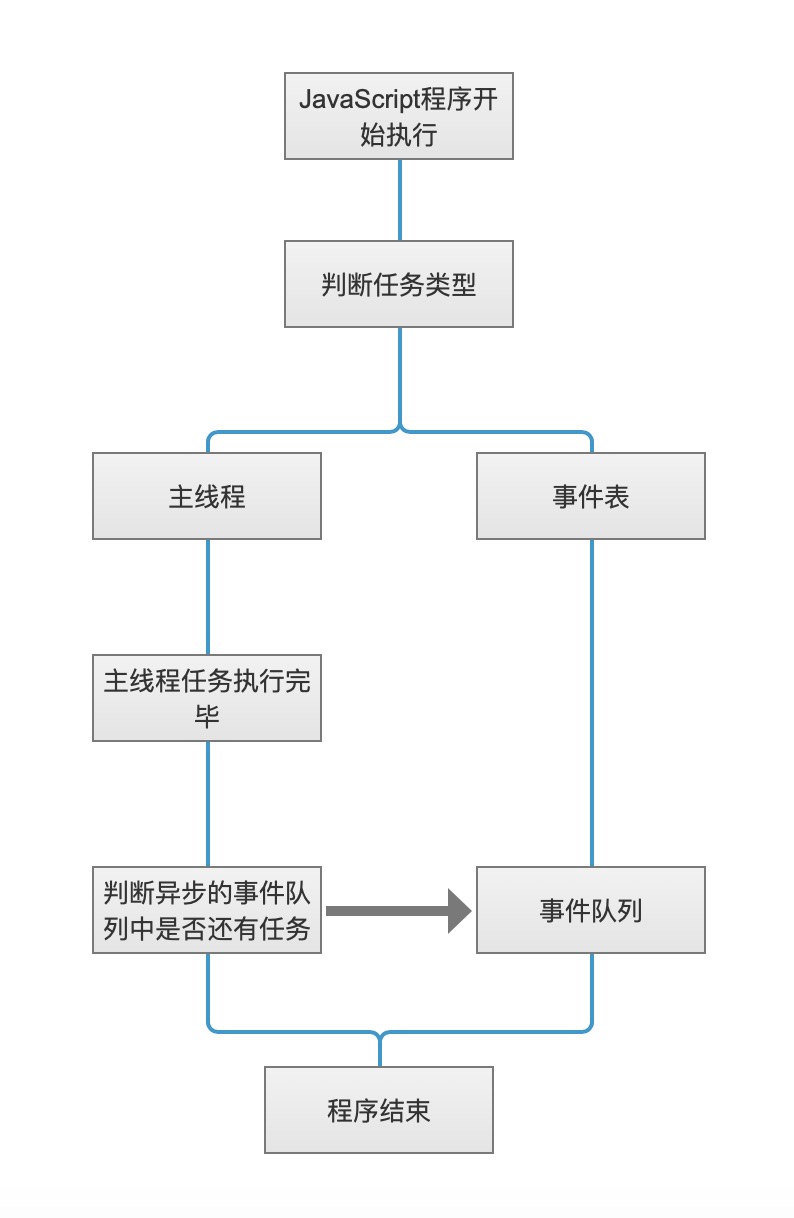 JavaScript程序开
始执行
判断任务类型
主线程
事件表
主线程任务执行完
毕
判断异步的事件队
列中是否还有任务
事件队列
程序结束